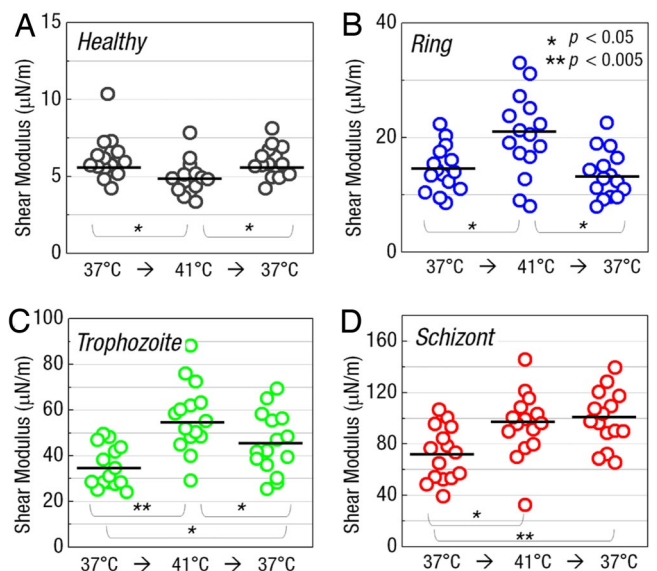 A
Healthy
Shear Modulus (μN/m)
15
10
5
0
*
*
37°C → 41°C → 37°C
B
Ring
* p < 0.05
** p < 0.005
Shear Modulus (μN/m)
40
20
0
*
*
37°C → 41°C → 37°C
C
Trophozoite
Shear Modulus (μN/m)
100
80
60
40
20
0
**
*
*
37°C → 41°C → 37°C
D
Schizont
Shear Modulus (μN/m)
160
120
80
40
0
*
**
37°C → 41°C → 37°C